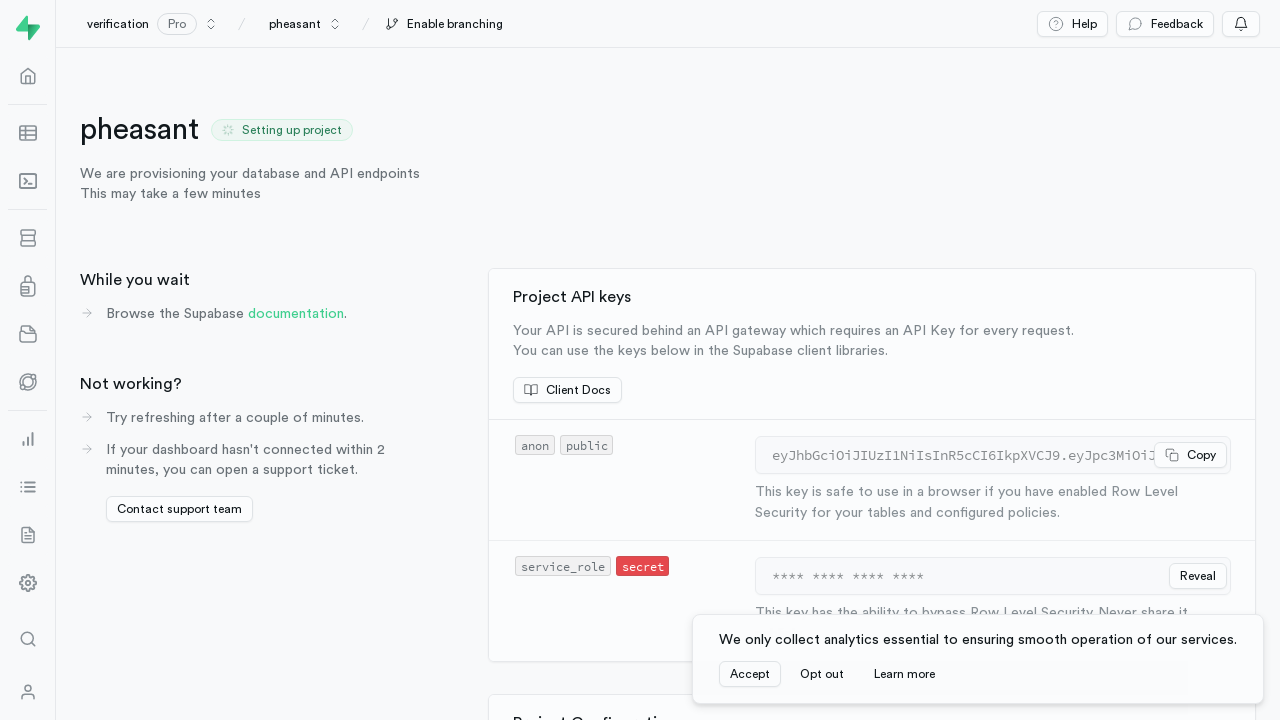 verification Pro / pheasant / Enable branching
Help Feedback
pheasant Setting up project
We are provisioning your database and API endpoints
This may take a few minutes
While you wait
Browse the Supabase documentation.
Not working?
Try refreshing after a couple of minutes.
If your dashboard hasn't connected within 2
minutes, you can open a support ticket.
Contact support team
Project API keys
Your API is secured behind an API gateway which requires an API Key for every request.
You can use the keys below in the Supabase client libraries.
Client Docs
anon public
eyJhbGciOiJIUzI1NiIsInR5cCI6IkpXVCJ9.eyJpc3MiOiJ Copy
This key is safe to use in a browser if you have enabled Row Level
Security for your tables and configured policies.
service_role secret
**** **** **** **** Reveal
This key has the ability to bypass Row Level Security. Never share it
We only collect analytics essential to ensuring smooth operation of our services.
Accept Opt out Learn more